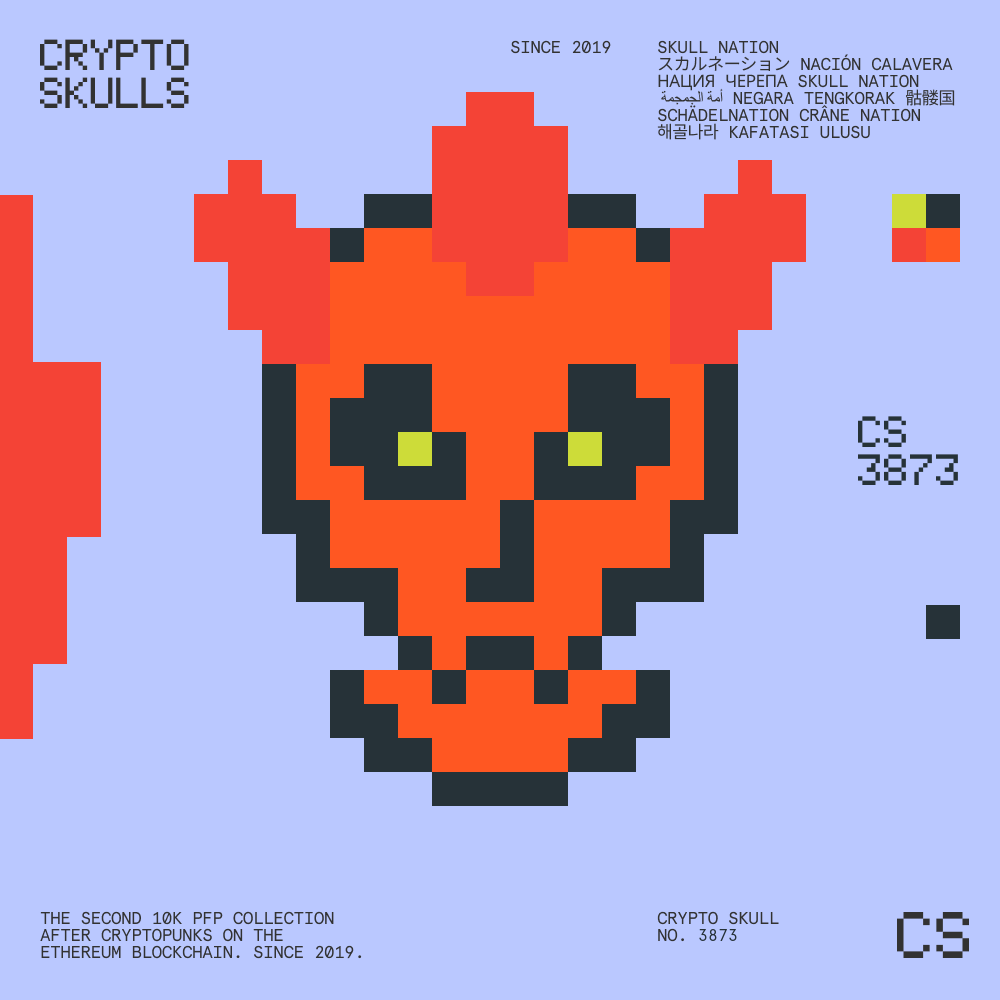 CRYPTO
SKULLS
SINCE 2019
SKULL NATION
スカルネーション NACIÓN CALAVERA
НАЦИЯ ЧЕРЕПА SKULL NATION
أمة الجمجمة NEGARA TENGKORAK 骷髅国
SCHÄDELNATION CRÂNE NATION
해골나라 KAFATASI ULUSU
CS
3873
THE SECOND 10K PFP COLLECTION
AFTER CRYPTOPUNKS ON THE
ETHEREUM BLOCKCHAIN. SINCE 2019.
CRYPTO SKULL
NO. 3873
CS